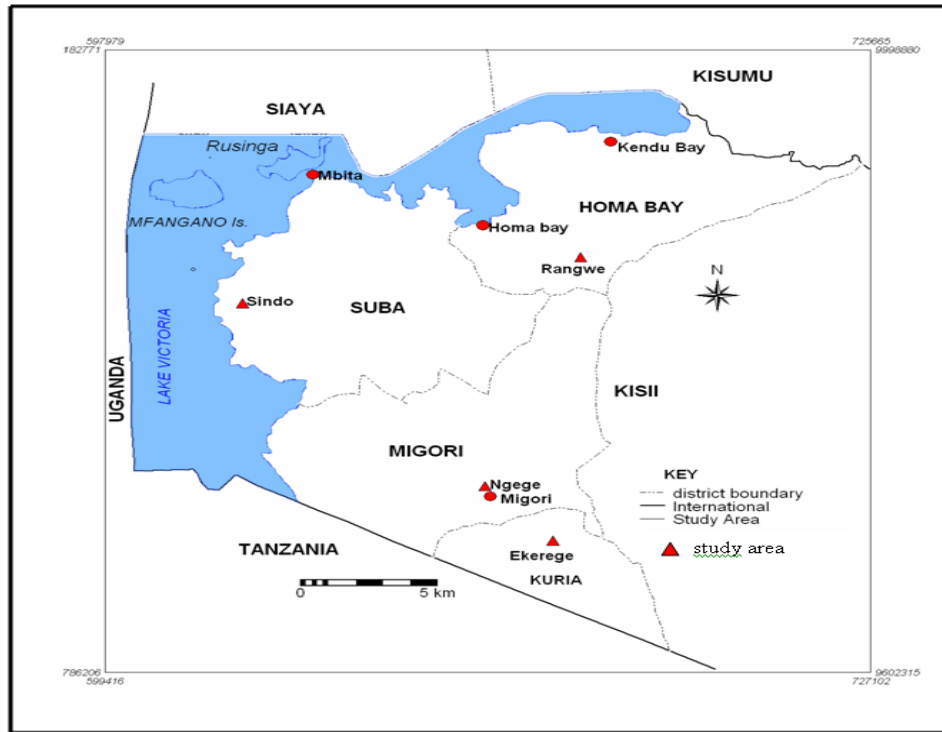 597979
725665
182771
9998880
KISUMU
SIAYA
Rusinga
Kendu Bay
Mbita
MFANGANO Is.
HOMA BAY
Homa bay
Rangwe
N
Sindo
SUBA
LAKE VICTORIA
UGANDA
KISII
MIGORI
KEY
Ngege
district boundary
Migori
International
Study Area
TANZANIA
Ekerege
study area
KURIA
0 5 km
786206
9602315
599416
727102